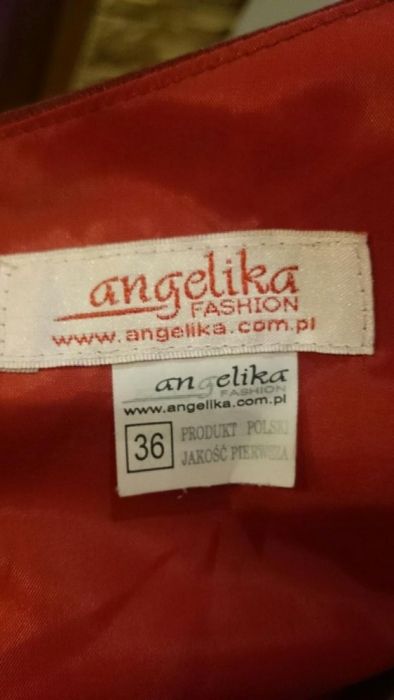 angelika
FASHION
www.angelika.com.pl
angelika
FASHION
www.angelika.com.pl
36 PRODUKT POLSKI
JAKOŚĆ PIERWSZA